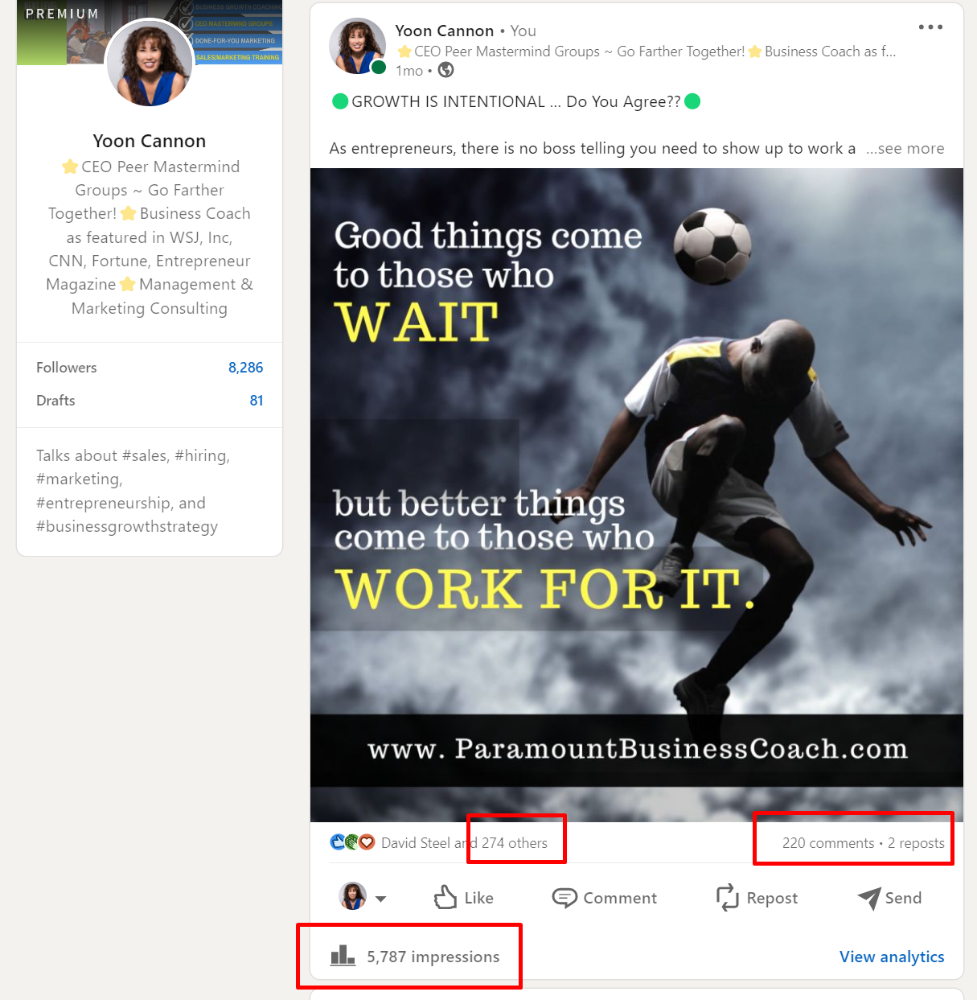 PREMIUM
BUSINESS GROWTH COACHING
CEO MASTERMIND GROUPS
DONE-FOR-YOU MARKETING
SALES/MARKETING TRAINING
Yoon Cannon
⭐CEO Peer Mastermind
Groups ~ Go Farther
Together!⭐Business Coach
as featured in WSJ, Inc,
CNN, Fortune, Entrepreneur
Magazine⭐Management &
Marketing Consulting
Followers 8,286
Drafts 81
Talks about #sales, #hiring,
#marketing,
#entrepreneurship, and
#businessgrowthstrategy
Yoon Cannon • You
⭐CEO Peer Mastermind Groups ~ Go Farther Together!⭐Business Coach as f...
1mo •
🟢GROWTH IS INTENTIONAL ... Do You Agree??🟢
As entrepreneurs, there is no boss telling you need to show up to work a ...see more
Good things come
to those who
WAIT
but better things
come to those who
WORK FOR IT.
www. ParamountBusinessCoach.com
David Steel and 274 others 220 comments • 2 reposts
Like Comment Repost Send
5,787 impressions View analytics